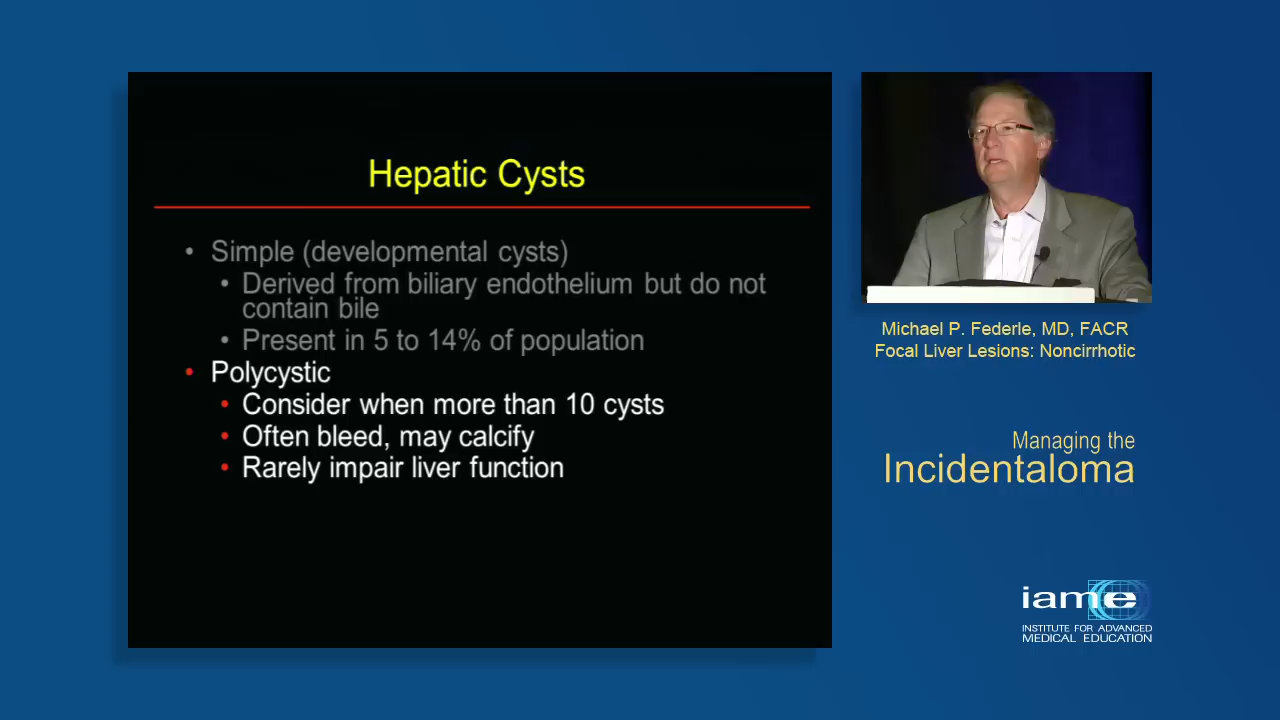 Hepatic Cysts
• Simple (developmental cysts)
• Derived from biliary endothelium but do not
contain bile
• Present in 5 to 14% of population
• Polycystic
• Consider when more than 10 cysts
• Often bleed, may calcify
• Rarely impair liver function
Michael P. Federle, MD, FACR
Focal Liver Lesions: Noncirrhotic
Managing the
Incidentaloma
iame
INSTITUTE FOR ADVANCED
MEDICAL EDUCATION